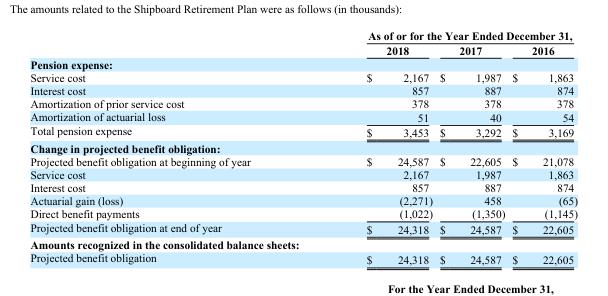 The amounts related to the Shipboard Retirement Plan were as follows (in thousands):
As of or for the Year Ended December 31,
2018 2017 2016
Pension expense:
Service cost $ 2,167 $ 1,987 $ 1,863
Interest cost 857 887 874
Amortization of prior service cost 378 378 378
Amortization of actuarial loss 51 40 54
Total pension expense $ 3,453 $ 3,292 $ 3,169
Change in projected benefit obligation:
Projected benefit obligation at beginning of year $ 24,587 $ 22,605 $ 21,078
Service cost 2,167 1,987 1,863
Interest cost 857 887 874
Actuarial gain (loss) (2,271) 458 (65)
Direct benefit payments (1,022) (1,350) (1,145)
Projected benefit obligation at end of year $ 24,318 $ 24,587 $ 22,605
Amounts recognized in the consolidated balance sheets:
Projected benefit obligation $ 24,318 $ 24,587 $ 22,605
For the Year Ended December 31,